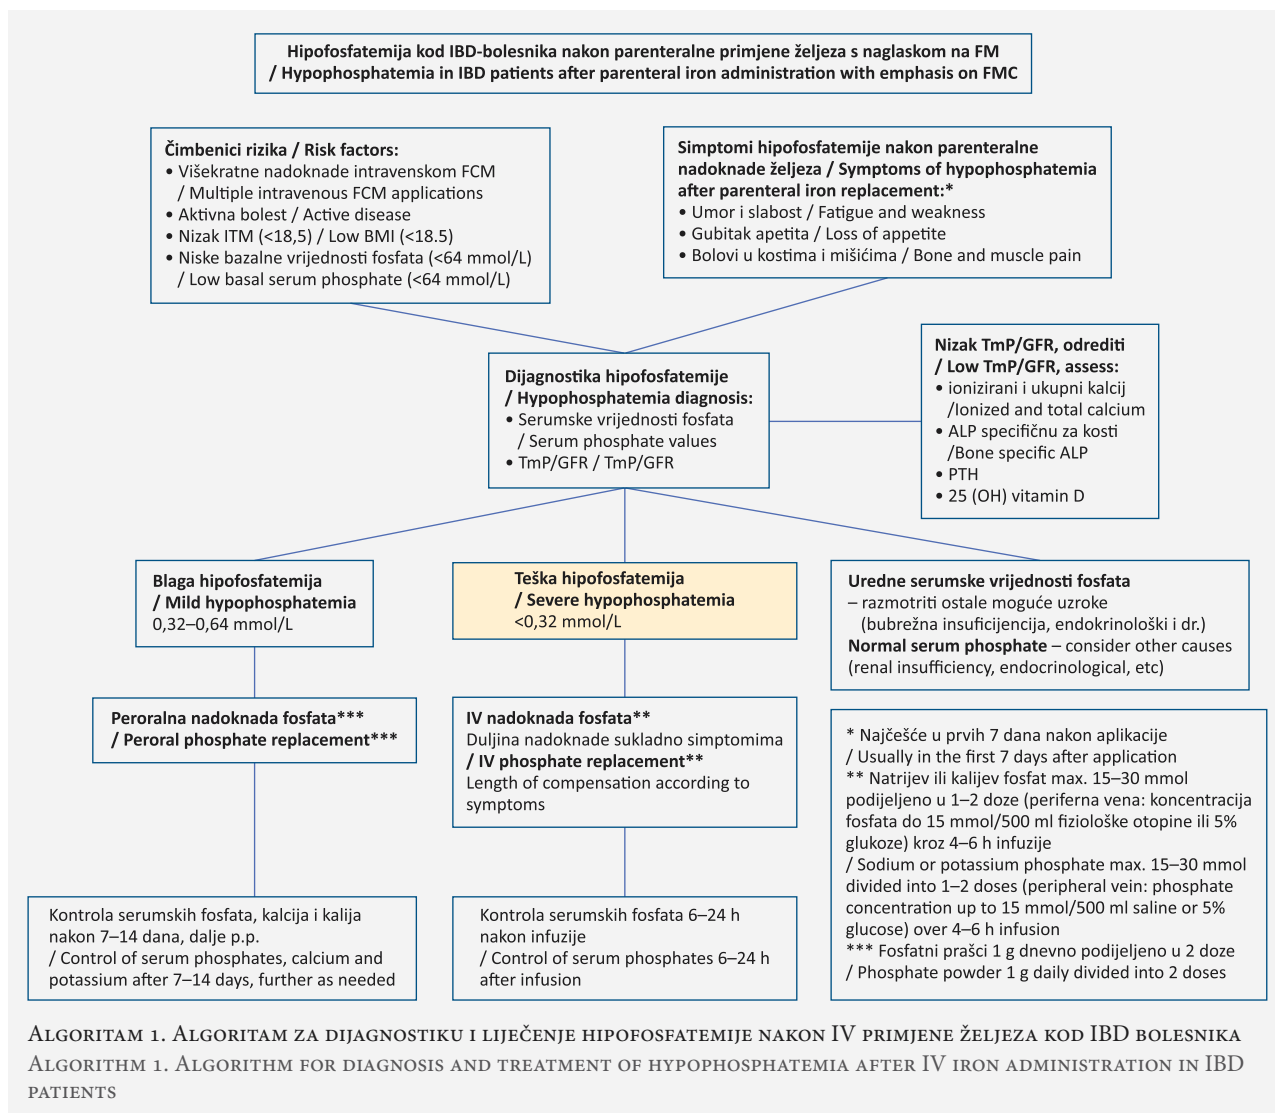 Hipofosfatemija kod IBD-bolesnika nakon parenteralne primjene željeza s naglaskom na FM
/ Hypophosphatemia in IBD patients after parenteral iron administration with emphasis on FMC
Čimbenici rizika / Risk factors:
• Višekratne nadoknade intravenskom FCM
/ Multiple intravenous FCM applications
• Aktivna bolest / Active disease
• Nizak ITM (<18,5) / Low BMI (<18.5)
• Niske bazalne vrijednosti fosfata (<64 mmol/L)
/ Low basal serum phosphate (<64 mmol/L)
Simptomi hipofosfatemije nakon parenteralne
nadoknade željeza / Symptoms of hypophosphatemia
after parenteral iron replacement:*
• Umor i slabost / Fatigue and weakness
• Gubitak apetita / Loss of appetite
• Bolovi u kostima i mišićima / Bone and muscle pain
Dijagnostika hipofosfatemije
/ Hypophosphatemia diagnosis:
• Serumske vrijednosti fosfata
/ Serum phosphate values
• TmP/GFR / TmP/GFR
Nizak TmP/GFR, odrediti
/ Low TmP/GFR, assess:
• ionizirani i ukupni kalcij
/Ionized and total calcium
• ALP specifičnu za kosti
/Bone specific ALP
• PTH
• 25 (OH) vitamin D
Blaga hipofosfatemija
/ Mild hypophosphatemia
0,32–0,64 mmol/L
Teška hipofosfatemija
/ Severe hypophosphatemia
<0,32 mmol/L
Uredne serumske vrijednosti fosfata
– razmotriti ostale moguće uzroke
(bubrežna insuficijencija, endokrinološki i dr.)
Normal serum phosphate – consider other causes
(renal insufficiency, endocrinological, etc)
Peroralna nadoknada fosfata***
/ Peroral phosphate replacement***
IV nadoknada fosfata**
Duljina nadoknade sukladno simptomima
/ IV phosphate replacement**
Length of compensation according to
symptoms
* Najčešće u prvih 7 dana nakon aplikacije
/ Usually in the first 7 days after application
** Natrijev ili kalijev fosfat max. 15–30 mmol
podijeljeno u 1–2 doze (periferna vena: koncentracija
fosfata do 15 mmol/500 ml fiziološke otopine ili 5%
glukoze) kroz 4–6 h infuzije
/ Sodium or potassium phosphate max. 15–30 mmol
divided into 1–2 doses (peripheral vein: phosphate
concentration up to 15 mmol/500 ml saline or 5%
glucose) over 4–6 h infusion
*** Fosfatni prašci 1 g dnevno podijeljeno u 2 doze
/ Phosphate powder 1 g daily divided into 2 doses
Kontrola serumskih fosfata, kalcija i kalija
nakon 7–14 dana, dalje p.p.
/ Control of serum phosphates, calcium and
potassium after 7–14 days, further as needed
Kontrola serumskih fosfata 6–24 h
nakon infuzije
/ Control of serum phosphates 6–24 h
after infusion
Algoritam 1. Algoritam za dijagnostiku i liječenje hipofosfatemije nakon IV primjene željeza kod IBD bolesnika
Algorithm 1. Algorithm for diagnosis and treatment of hypophosphatemia after IV iron administration in IBD
patients